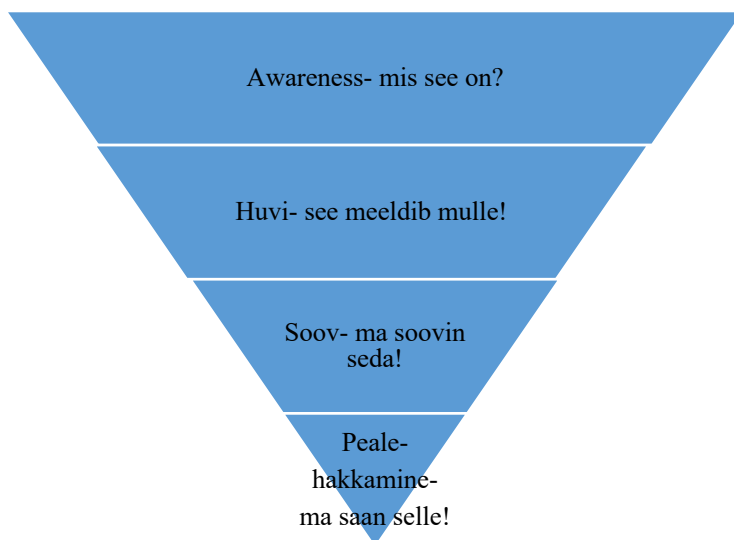 Awareness- mis see on?
Huvi- see meeldib mulle!
Soov- ma soovin
seda!
Peale-
hakkamine-
ma saan selle!